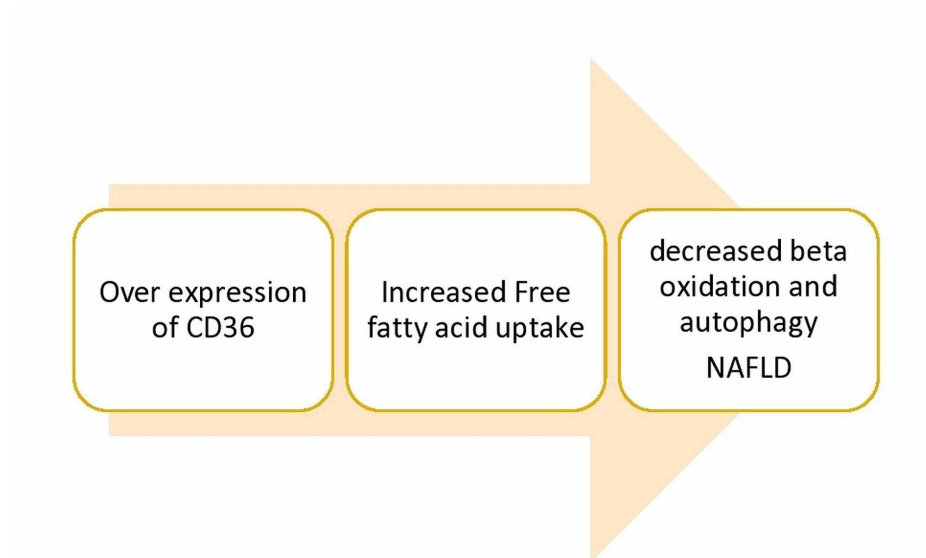 Over expression
of CD36
Increased Free
fatty acid uptake
decreased beta
oxidation and
autophagy
NAFLD